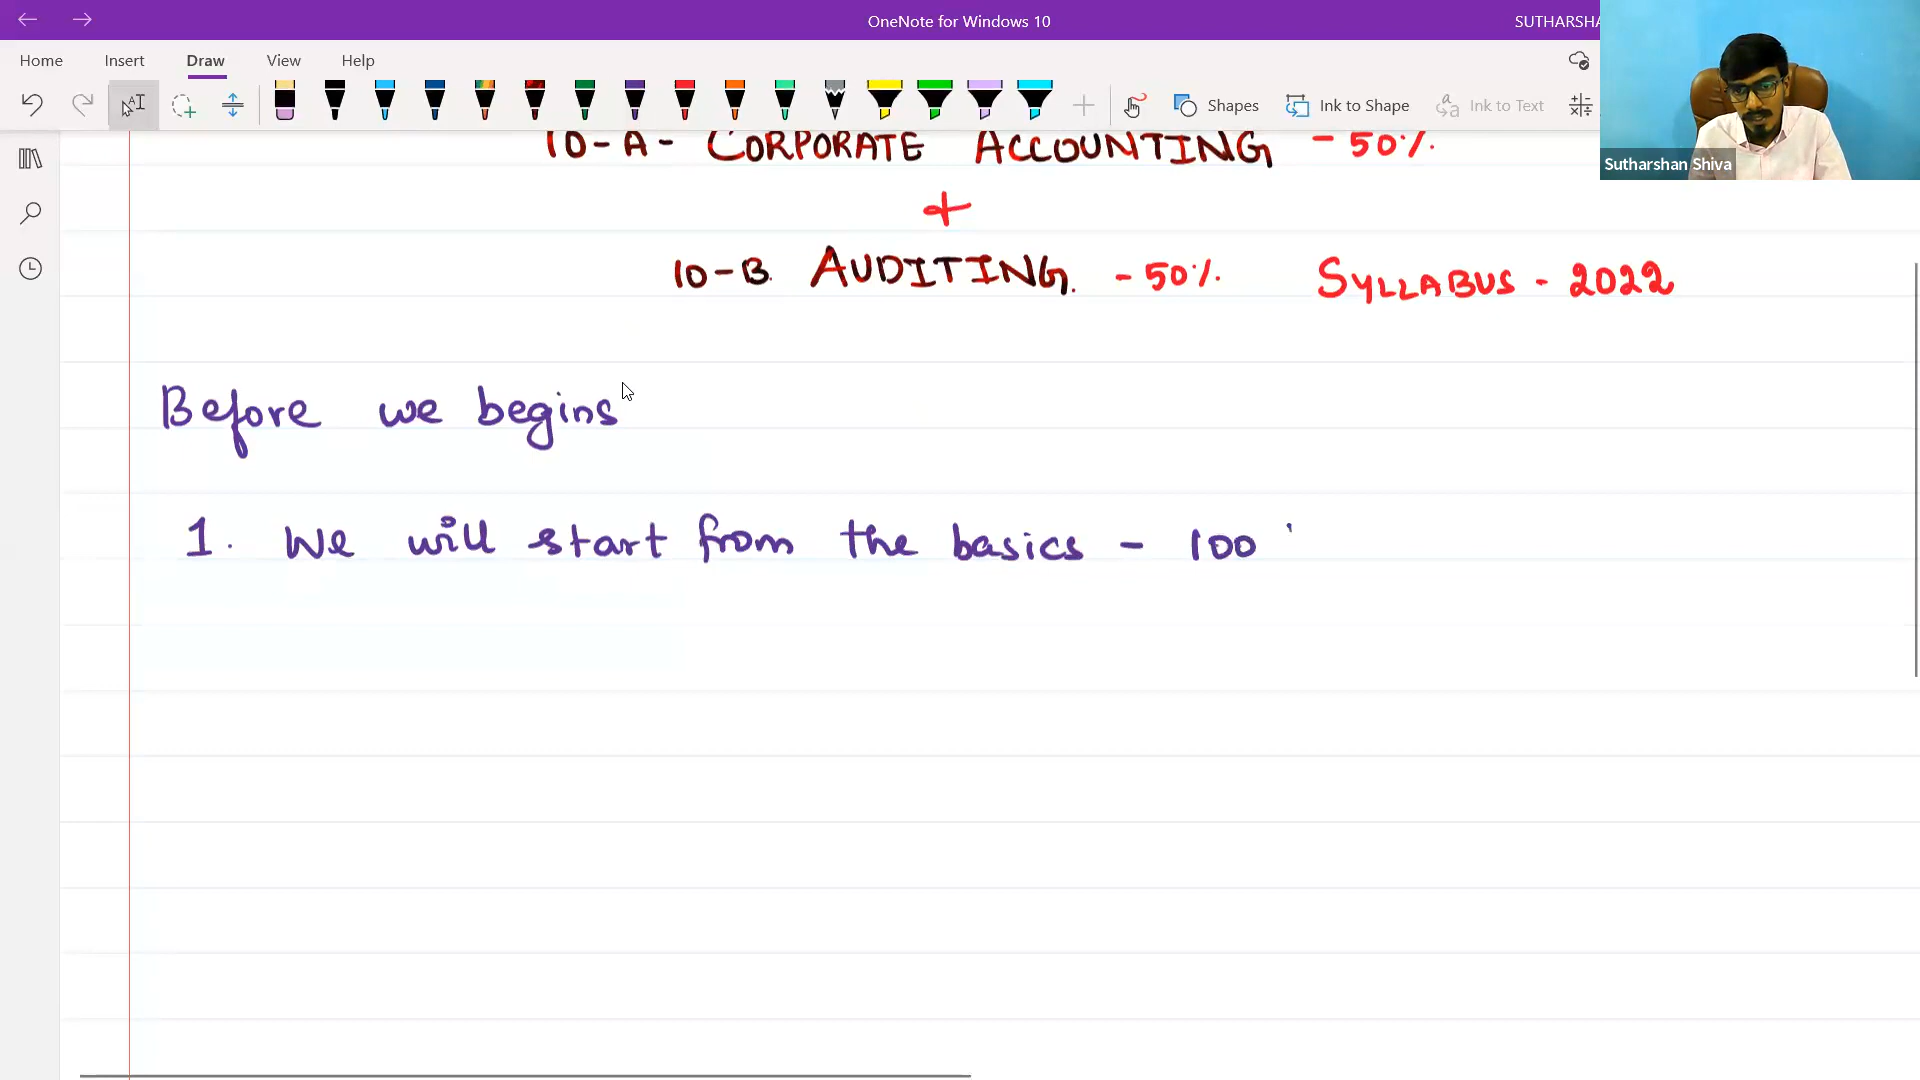 OneNote for Windows 10
SUTHARSHA
Home Insert Draw View Help
Shapes Ink to Shape Ink to Text
Sutharshan Shiva
10-A- CORPORATE ACCOUNTING - 50%.
+
10-B. AUDITING. - 50%. SYLLABUS - 2022
Before we begins
1. We will start from the basics - 100